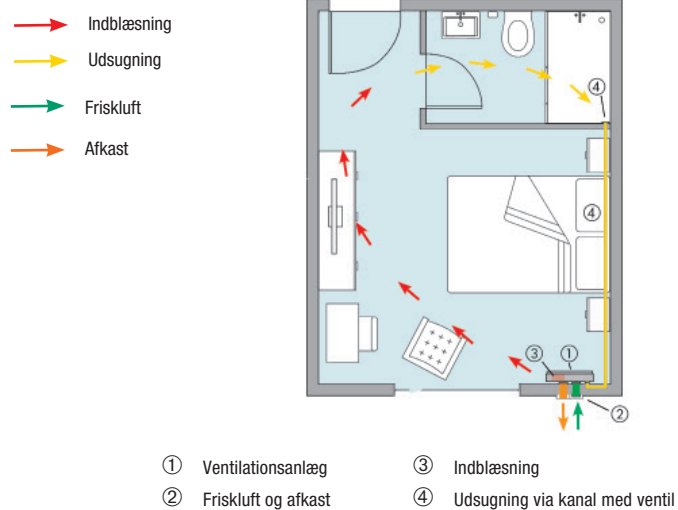 Indblæsning
Udsugning
Friskluft
Afkast
④
④
③ ①
②
① Ventilationsanlæg ③ Indblæsning
② Friskluft og afkast ④ Udsugning via kanal med ventil